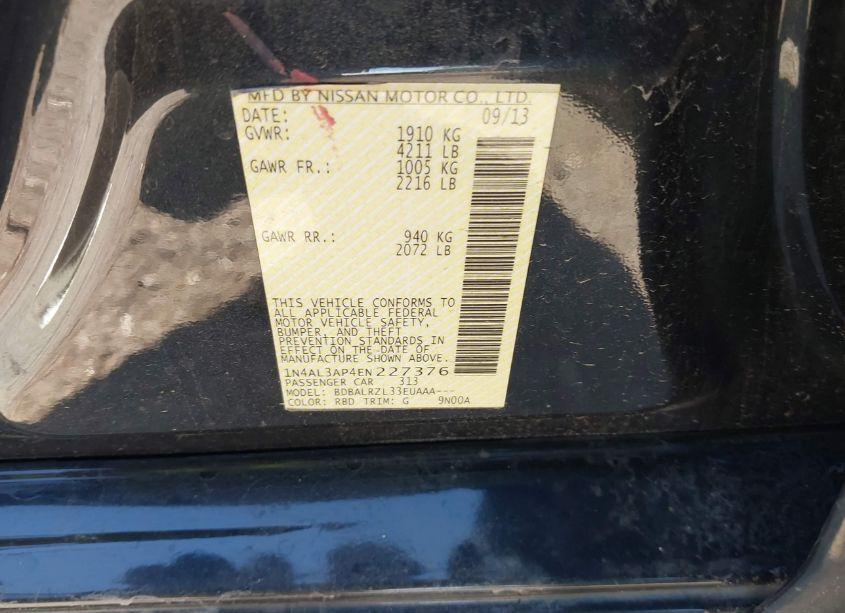 MFD BY NISSAN MOTOR CO., LTD.
DATE: 09/13
GVWR: 1910 KG
4211 LB
GAWR FR.: 1005 KG
2216 LB
GAWR RR.: 940 KG
2072 LB
THIS VEHICLE CONFORMS TO
ALL APPLICABLE FEDERAL
MOTOR VEHICLE SAFETY,
BUMPER, AND THEFT
PREVENTION STANDARDS IN
EFFECT ON THE DATE OF
MANUFACTURE SHOWN ABOVE.
1N4AL3AP4EN227376
PASSENGER CAR 313
MODEL: BDBALRZL33EUAAA---
COLOR: RBD TRIM: G 9N00A